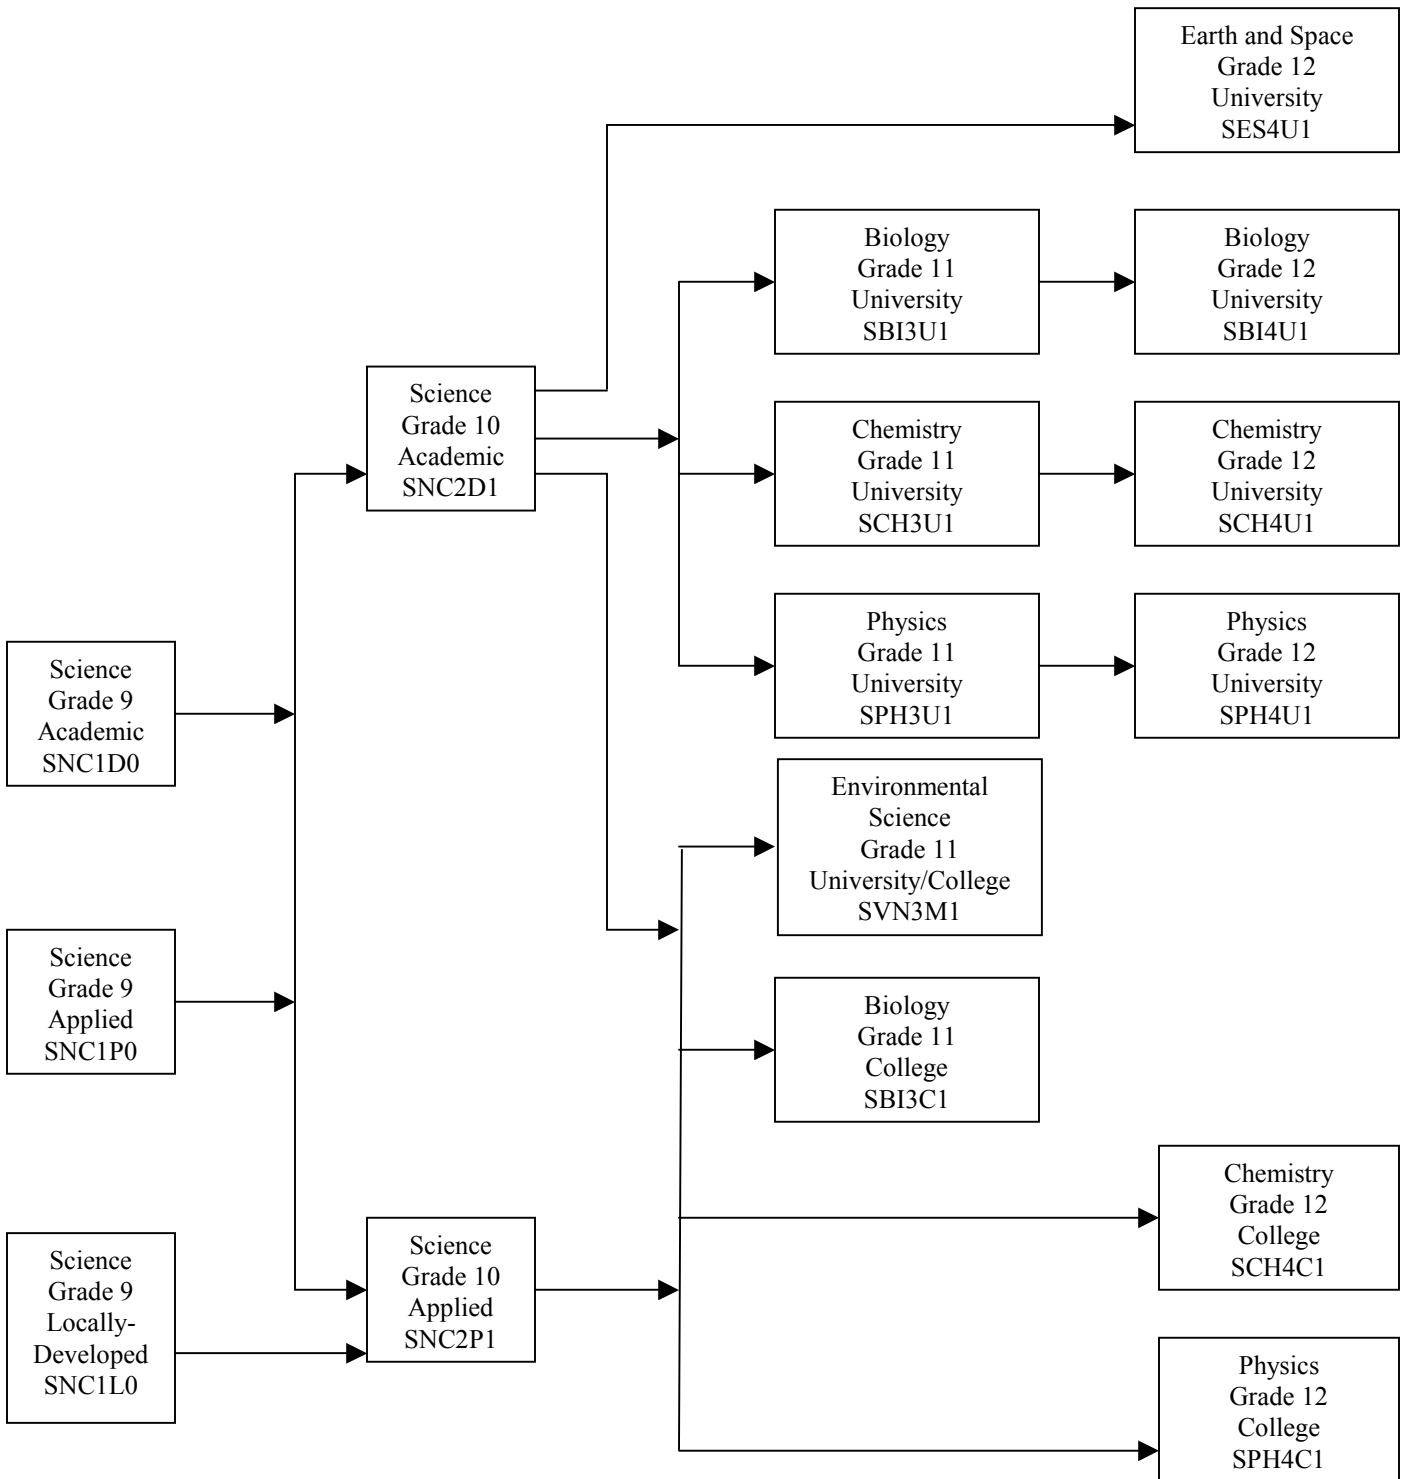 Earth and Space
Grade 12
University
SES4U1
Biology
Grade 11
University
SBI3U1
Biology
Grade 12
University
SBI4U1
Science
Grade 10
Academic
SNC2D1
Chemistry
Grade 11
University
SCH3U1
Chemistry
Grade 12
University
SCH4U1
Physics
Grade 11
University
SPH3U1
Physics
Grade 12
University
SPH4U1
Science
Grade 9
Academic
SNC1D0
Environmental
Science
Grade 11
University/College
SVN3M1
Science
Grade 9
Applied
SNC1P0
Biology
Grade 11
College
SBI3C1
Chemistry
Grade 12
College
SCH4C1
Science
Grade 9
Locally-
Developed
SNC1L0
Science
Grade 10
Applied
SNC2P1
Physics
Grade 12
College
SPH4C1